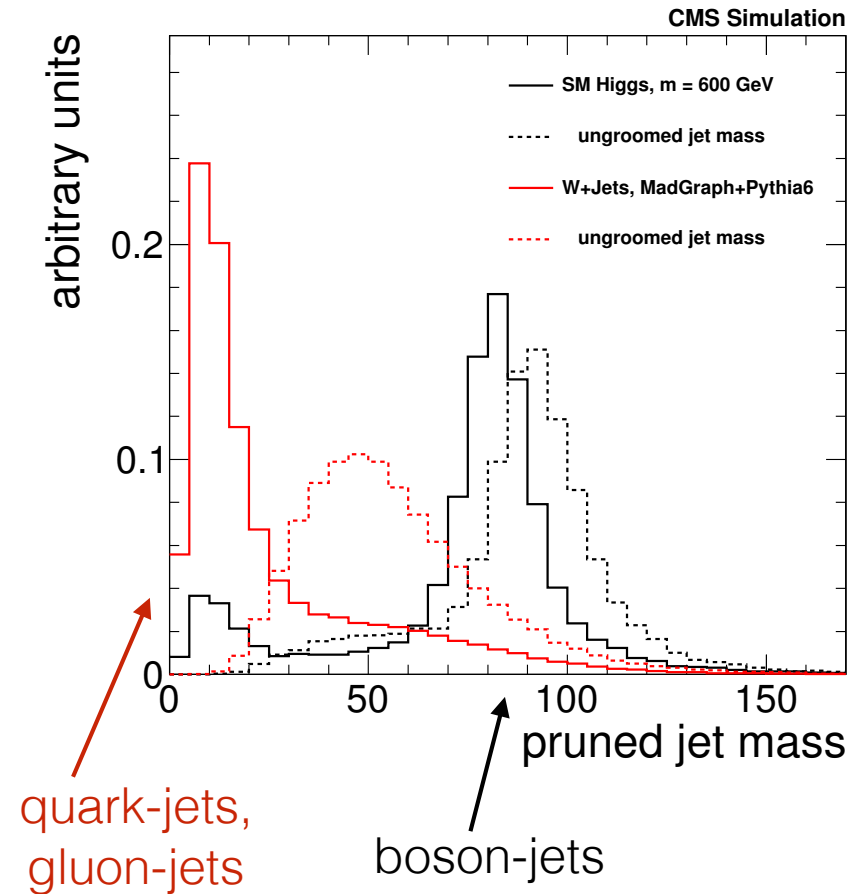 CMS Simulation
arbitrary units
SM Higgs, m = 600 GeV
ungroomed jet mass
W+Jets, MadGraph+Pythia6
ungroomed jet mass
0.2
0.1
0
0 50 100 150
pruned jet mass
quark-jets,
gluon-jets
boson-jets